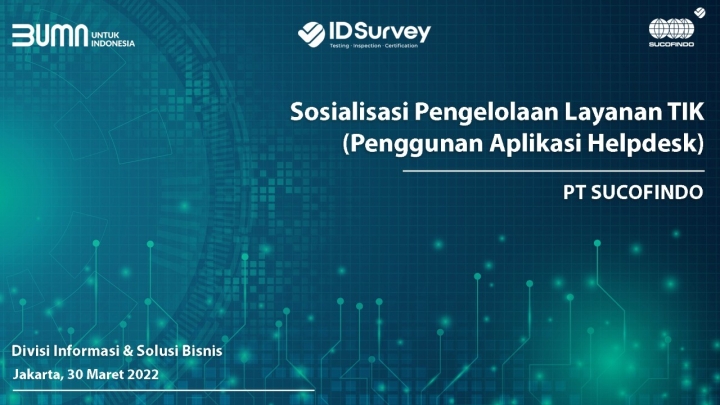 BUMN UNTUK
INDONESIA
IDSurvey
Testing · Inspection · Certification
SUCOFINDO
Sosialisasi Pengelolaan Layanan TIK
(Penggunan Aplikasi Helpdesk)
PT SUCOFINDO
Divisi Informasi & Solusi Bisnis
Jakarta, 30 Maret 2022